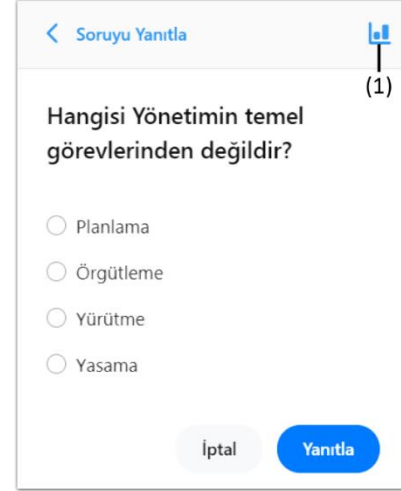 Soruyu Yanıtla
(1)
Hangisi Yönetimin temel
görevlerinden değildir?
Planlama
Örgütleme
Yürütme
Yasama
İptal
Yanıtla